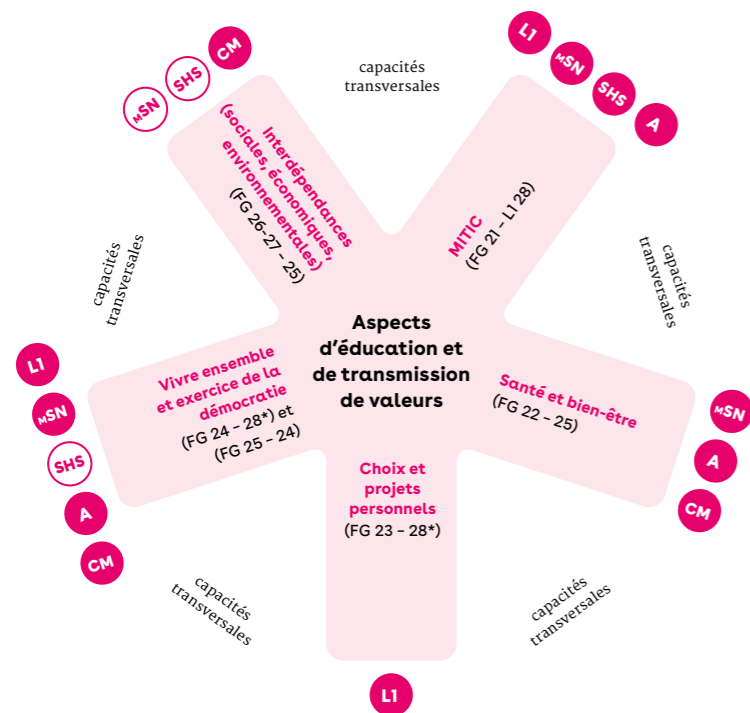 L1
MSN
SHS
A
capacités
transversales
MSN
SHS
CM
Interdépendances
(sociales, économiques,
environnementales)
(FG 26-27 – 25)
MITIC
(FG 21 – L1 28)
capacités
transversales
capacités
transversales
Aspects
d'éducation et
de transmission
de valeurs
L1
MSN
SHS
A
CM
Vivre ensemble
et exercice de la
démocratie
(FG 24 – 28*) et
(FG 25 – 24)
Santé et bien-être
(FG 22 – 25)
MSN
A
CM
Choix et
projets
personnels
(FG 23 – 28*)
capacités
transversales
capacités
transversales
L1